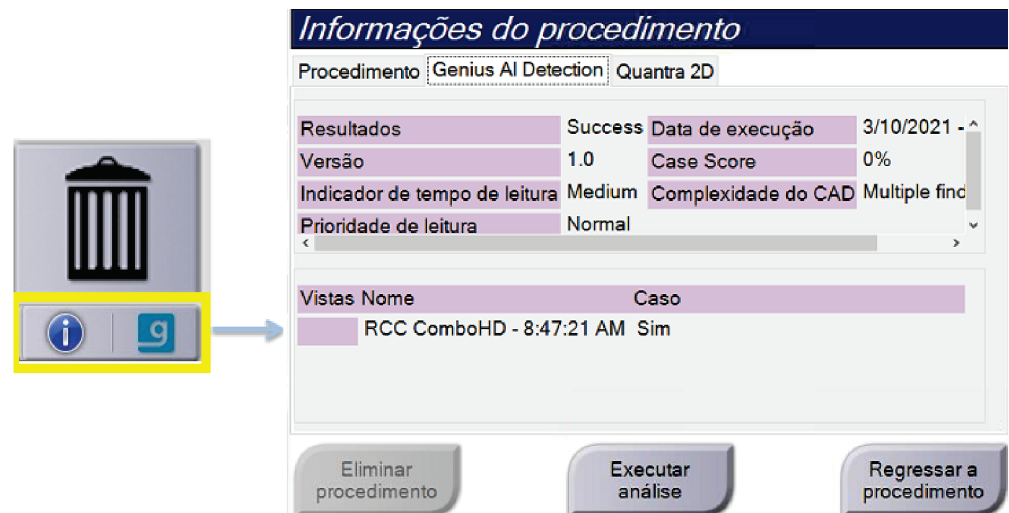 Informações do procedimento
Procedimento Genius AI Detection Quantra 2D
Resultados Success Data de execução 3/10/2021 -
Versão 1.0 Case Score 0%
Indicador de tempo de leitura Medium Complexidade do CAD Multiple find
Prioridade de leitura Normal
Vistas Nome Caso
RCC ComboHD - 8:47:21 AM Sim
i g
Eliminar procedimento Executar análise Regressar a procedimento